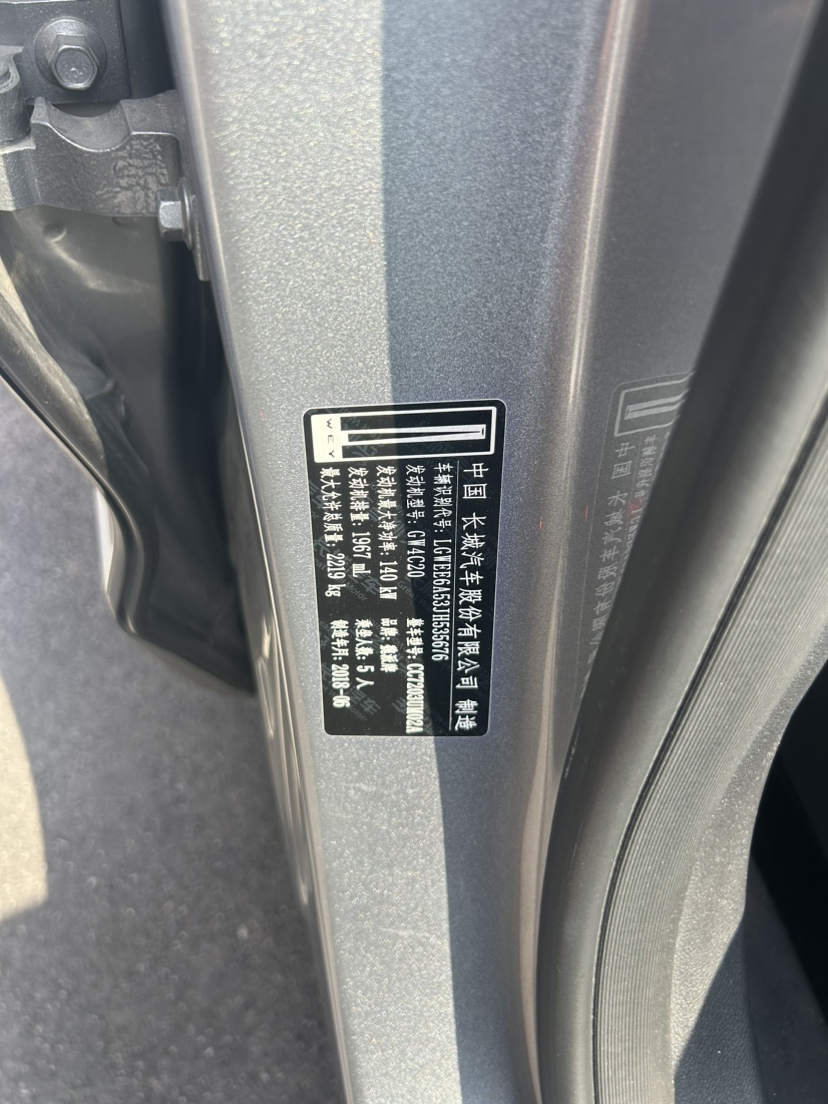 WEY
中国 长城汽车股份有限公司 制造
车辆识别代号: LGWEE6A53JH535676
发动机型号: GW4C20 整车型号: CC7203UM02A
发动机最大净功率: 140 kW 品牌: 魏派牌
发动机排量: 1967 mL 乘坐人数: 5 人
最大允许总质量: 2219 kg 制造年月: 2018-06